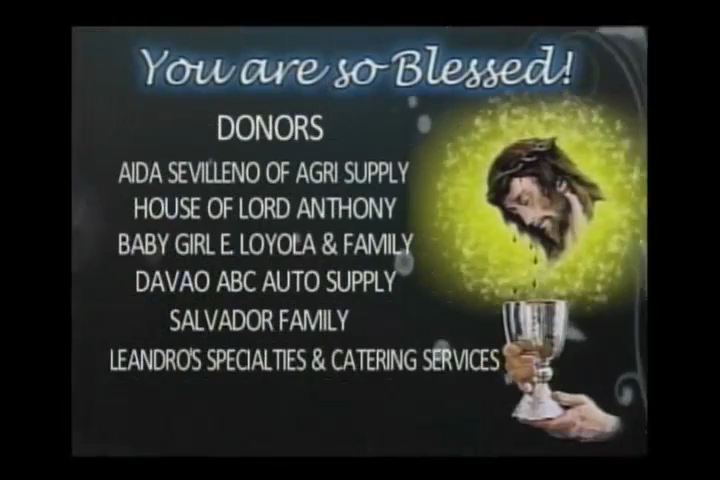 You are so Blessed!
DONORS
AIDA SEVILLENO OF AGRI SUPPLY
HOUSE OF LORD ANTHONY
BABY GIRL E. LOYOLA & FAMILY
DAVAO ABC AUTO SUPPLY
SALVADOR FAMILY
LEANDRO'S SPECIALTIES & CATERING SERVICES